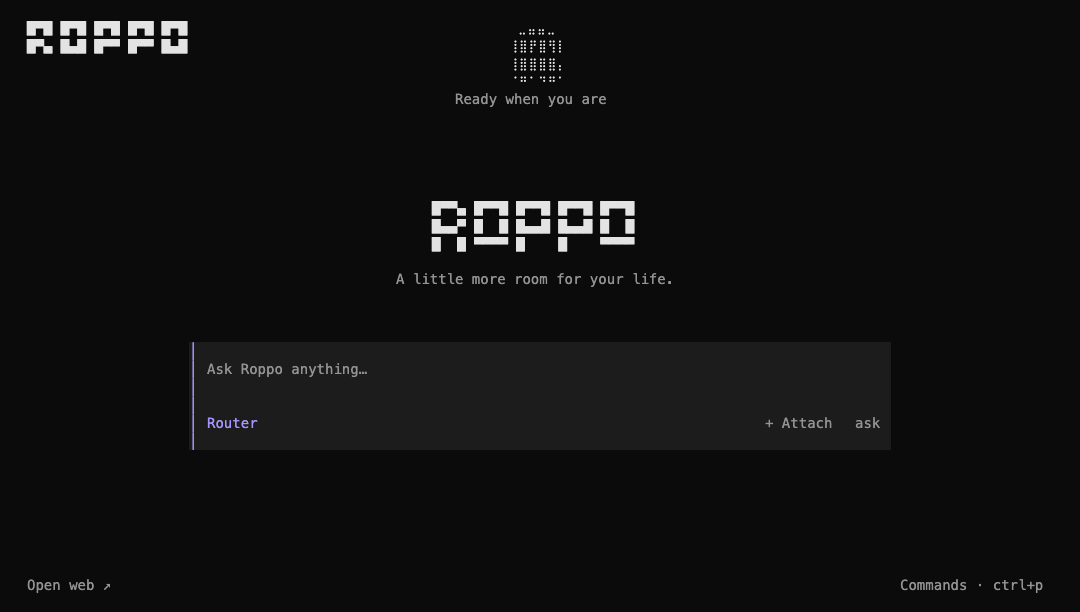 ROPPO
Ready when you are
ROPPO
A little more room for your life.
Ask Roppo anything…
Router
+ Attach ask
Open web ↗
Commands · ctrl+p